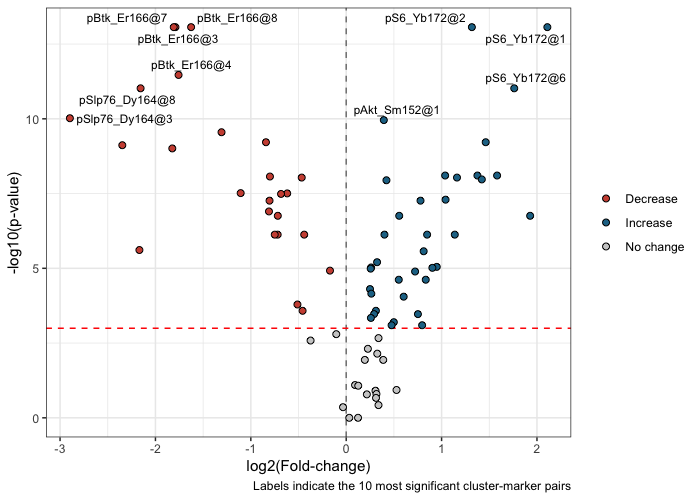 pBtk_Er166@7
pBtk_Er166@8
pS6_Yb172@2
pBtk_Er166@3
pS6_Yb172@1
pBtk_Er166@4
pS6_Yb172@6
pSlp76_Dy164@8
pAkt_Sm152@1
pSlp76_Dy164@3
10
5
0
-log10(p-value)
Decrease
Increase
No change
-3
-2
-1
0
1
2
log2(Fold-change)
Labels indicate the 10 most significant cluster-marker pairs